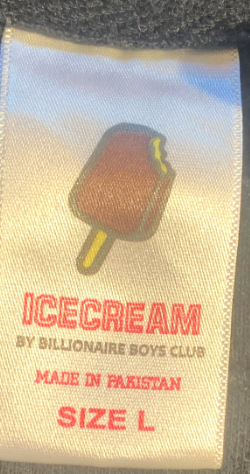 ICECREAM
BY BILLIONAIRE BOYS CLUB
MADE IN PAKISTAN
SIZE L